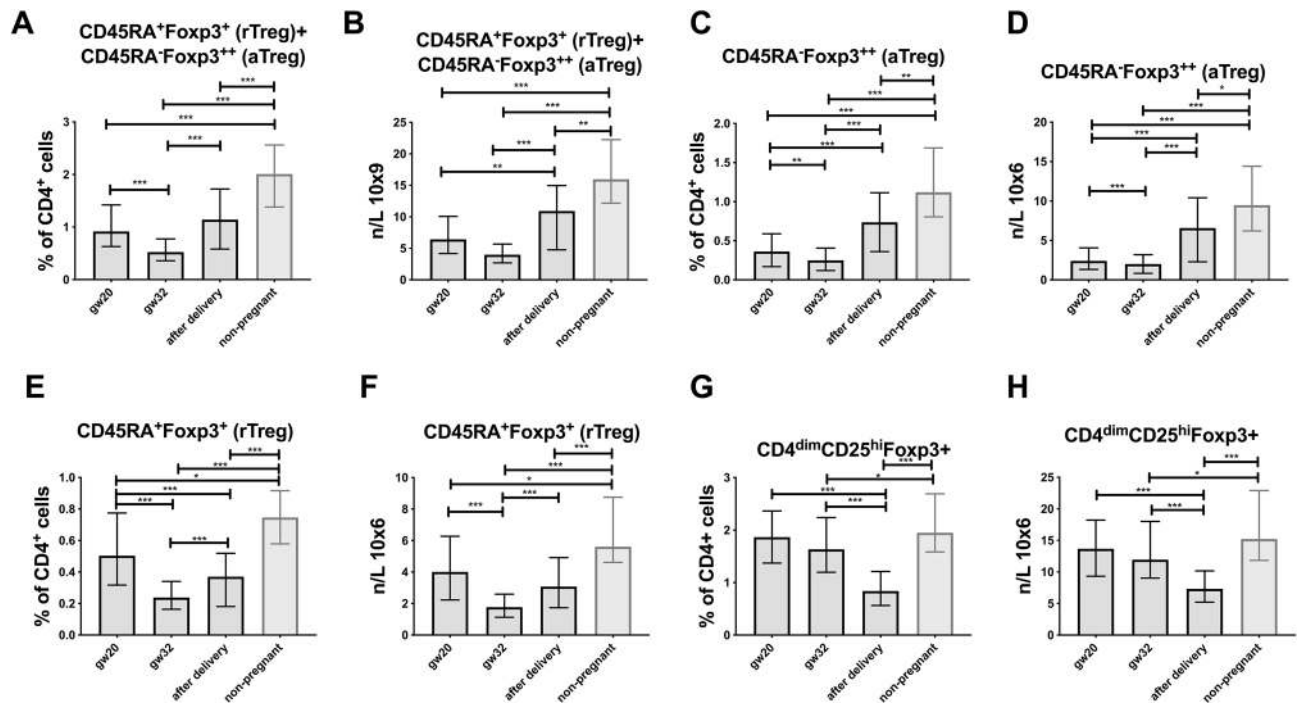 A
CD45RA⁺Foxp3⁺ (rTreg)+
CD45RA⁻Foxp3⁺⁺ (aTreg)
% of CD4⁺ cells
3
2
1
0
***
***
***
***
***
gw20
gw32
after delivery
non-pregnant
B
CD45RA⁺Foxp3⁺ (rTreg)+
CD45RA⁻Foxp3⁺⁺ (aTreg)
n/L 10x9
25
20
15
10
5
0
***
***
**
***
**
gw20
gw32
after delivery
non-pregnant
C
CD45RA⁻Foxp3⁺⁺ (aTreg)
% of CD4⁺ cells
2.0
1.5
1.0
0.5
0.0
**
***
***
***
***
**
gw20
gw32
after delivery
non-pregnant
D
CD45RA⁻Foxp3⁺⁺ (aTreg)
n/L 10x6
25
20
15
10
5
0
*
***
***
***
***
***
gw20
gw32
after delivery
non-pregnant
E
CD45RA⁺Foxp3⁺ (rTreg)
% of CD4⁺ cells
1.0
0.8
0.6
0.4
0.2
0.0
***
***
*
***
***
***
gw20
gw32
after delivery
non-pregnant
F
CD45RA⁺Foxp3⁺ (rTreg)
n/L 10x6
10
8
6
4
2
0
***
***
*
***
***
gw20
gw32
after delivery
non-pregnant
G
CD4ᵈⁱᵐCD25ʰⁱFoxp3+
% of CD4+ cells
4
3
2
1
0
***
*
***
***
gw20
gw32
after delivery
non-pregnant
H
CD4ᵈⁱᵐCD25ʰⁱFoxp3+
n/L 10x6
25
20
15
10
5
0
***
*
***
***
gw20
gw32
after delivery
non-pregnant